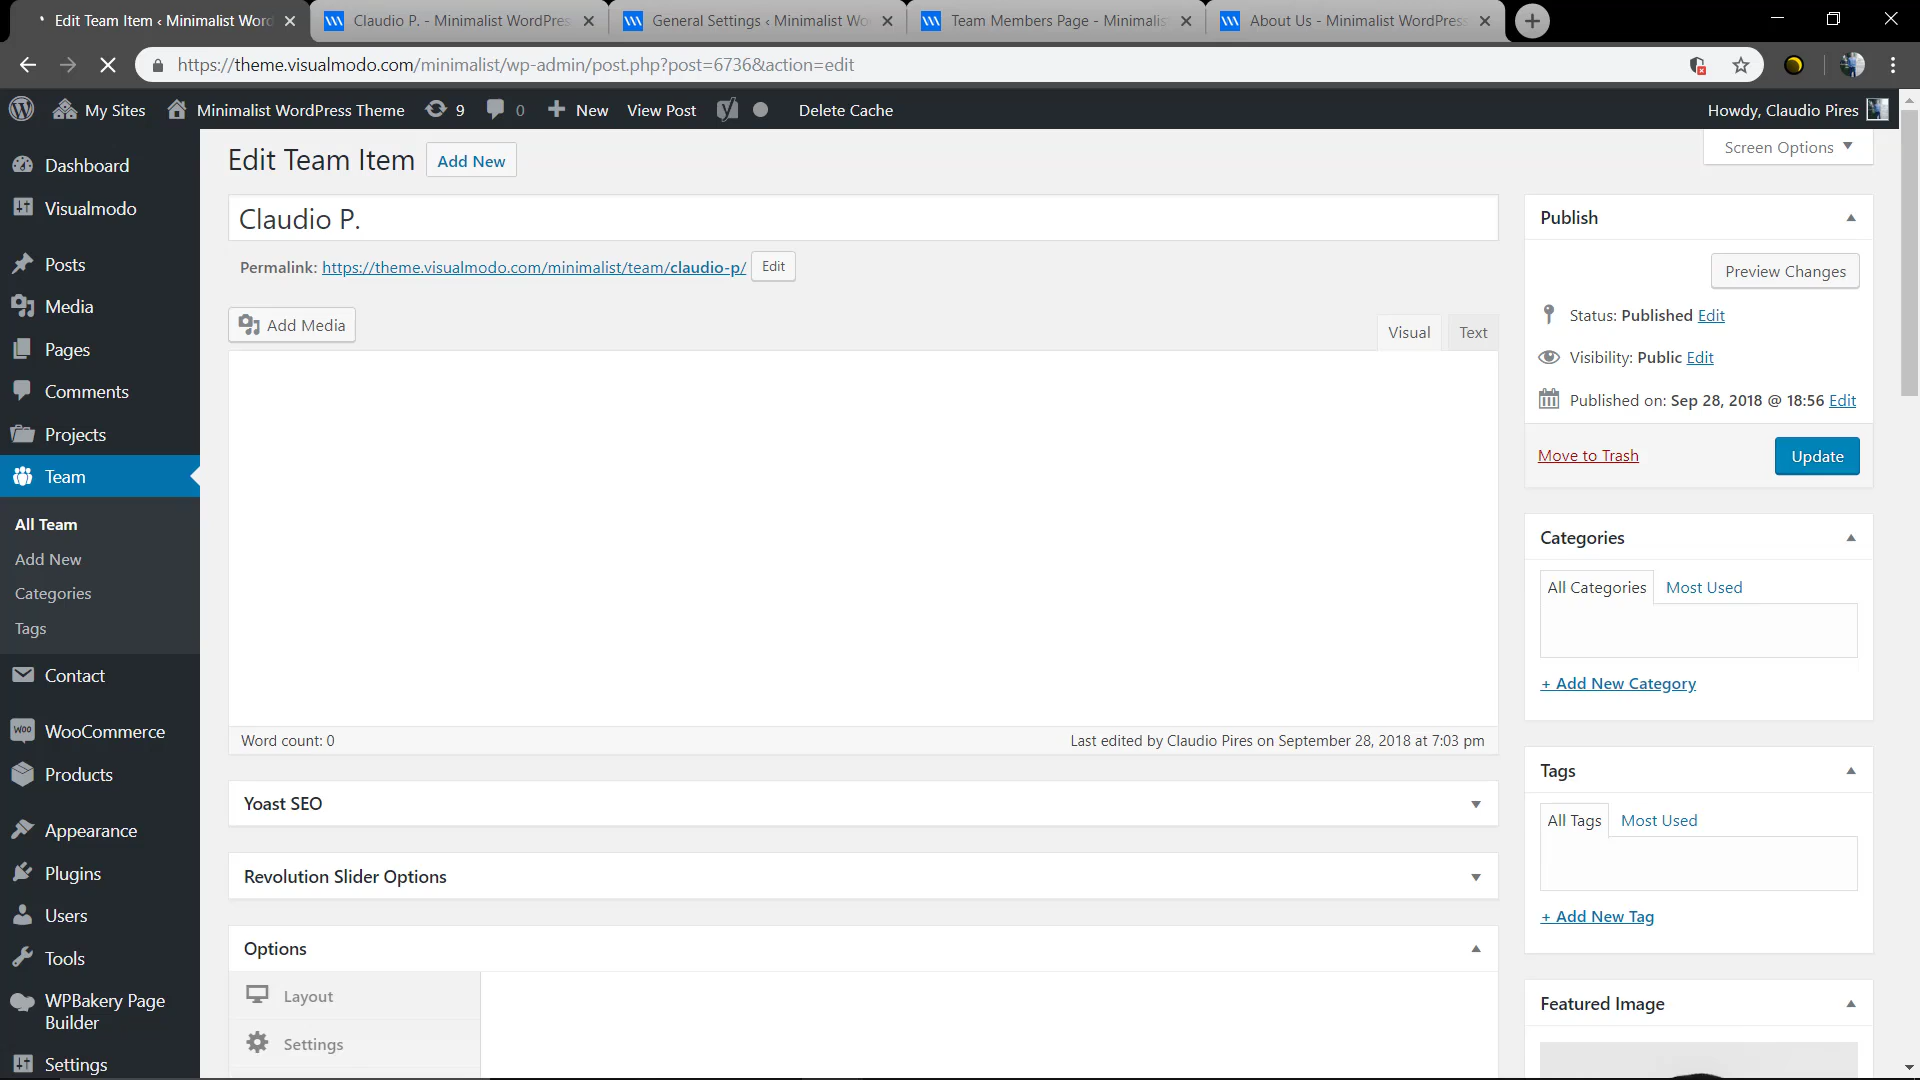 Edit Team Item ‹ Minimalist Word
Claudio P. - Minimalist WordPres
General Settings ‹ Minimalist Wo
Team Members Page - Minimalis
About Us - Minimalist WordPress
https://theme.visualmodo.com/minimalist/wp-admin/post.php?post=6736&action=edit
My Sites
Minimalist WordPress Theme
9
0
New
View Post
Delete Cache
Howdy, Claudio Pires
Dashboard
Visualmodo
Posts
Media
Pages
Comments
Projects
Team
All Team
Add New
Categories
Tags
Contact
WOO
WooCommerce
Products
Appearance
Plugins
Users
Tools
WPBakery Page
Builder
Settings
Edit Team Item
Add New
Screen Options
Claudio P.
Permalink: https://theme.visualmodo.com/minimalist/team/claudio-p/ Edit
Add Media
Visual
Text
Word count: 0
Last edited by Claudio Pires on September 28, 2018 at 7:03 pm
Yoast SEO
Revolution Slider Options
Options
Layout
Settings
Publish
Preview Changes
Status: Published Edit
Visibility: Public Edit
Published on: Sep 28, 2018 @ 18:56 Edit
Move to Trash
Update
Categories
All Categories
Most Used
+ Add New Category
Tags
All Tags
Most Used
+ Add New Tag
Featured Image